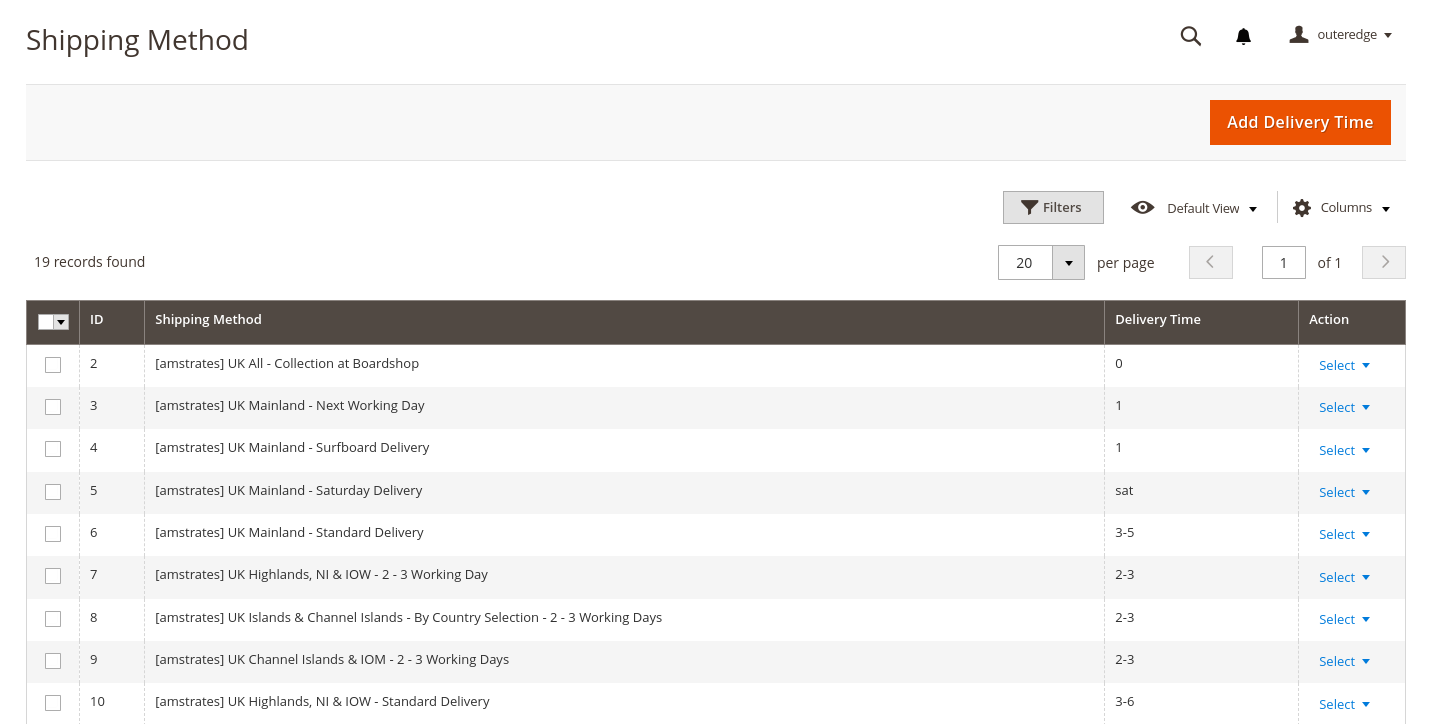 Shipping Method
outeredge
Add Delivery Time
Filters Default View Columns
19 records found 20 per page 1 of 1
ID Shipping Method Delivery Time Action
2 [amstrates] UK All - Collection at Boardshop 0 Select
3 [amstrates] UK Mainland - Next Working Day 1 Select
4 [amstrates] UK Mainland - Surfboard Delivery 1 Select
5 [amstrates] UK Mainland - Saturday Delivery sat Select
6 [amstrates] UK Mainland - Standard Delivery 3-5 Select
7 [amstrates] UK Highlands, NI & IOW - 2 - 3 Working Day 2-3 Select
8 [amstrates] UK Islands & Channel Islands - By Country Selection - 2 - 3 Working Days 2-3 Select
9 [amstrates] UK Channel Islands & IOM - 2 - 3 Working Days 2-3 Select
10 [amstrates] UK Highlands, NI & IOW - Standard Delivery 3-6 Select